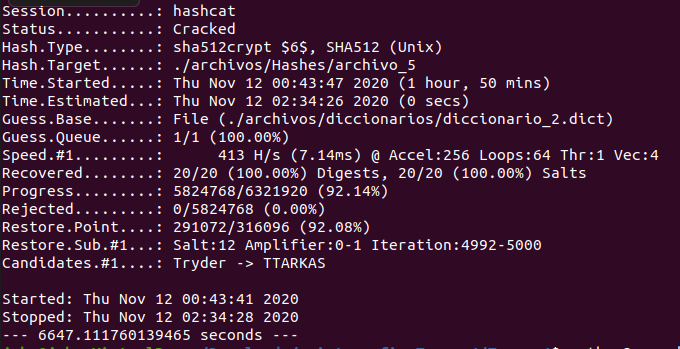 Session..........: hashcat
Status...........: Cracked
Hash.Type........: sha512crypt $6$, SHA512 (Unix)
Hash.Target......: ./archivos/Hashes/archivo_5
Time.Started.....: Thu Nov 12 00:43:47 2020 (1 hour, 50 mins)
Time.Estimated...: Thu Nov 12 02:34:26 2020 (0 secs)
Guess.Base.......: File (./archivos/diccionarios/diccionario_2.dict)
Guess.Queue......: 1/1 (100.00%)
Speed.#1.........:      413 H/s (7.14ms) @ Accel:256 Loops:64 Thr:1 Vec:4
Recovered........: 20/20 (100.00%) Digests, 20/20 (100.00%) Salts
Progress.........: 5824768/6321920 (92.14%)
Rejected.........: 0/5824768 (0.00%)
Restore.Point....: 291072/316096 (92.08%)
Restore.Sub.#1...: Salt:12 Amplifier:0-1 Iteration:4992-5000
Candidates.#1....: Tryder -> TTARKAS
Started: Thu Nov 12 00:43:41 2020
Stopped: Thu Nov 12 02:34:28 2020
--- 6647.111760139465 seconds ---